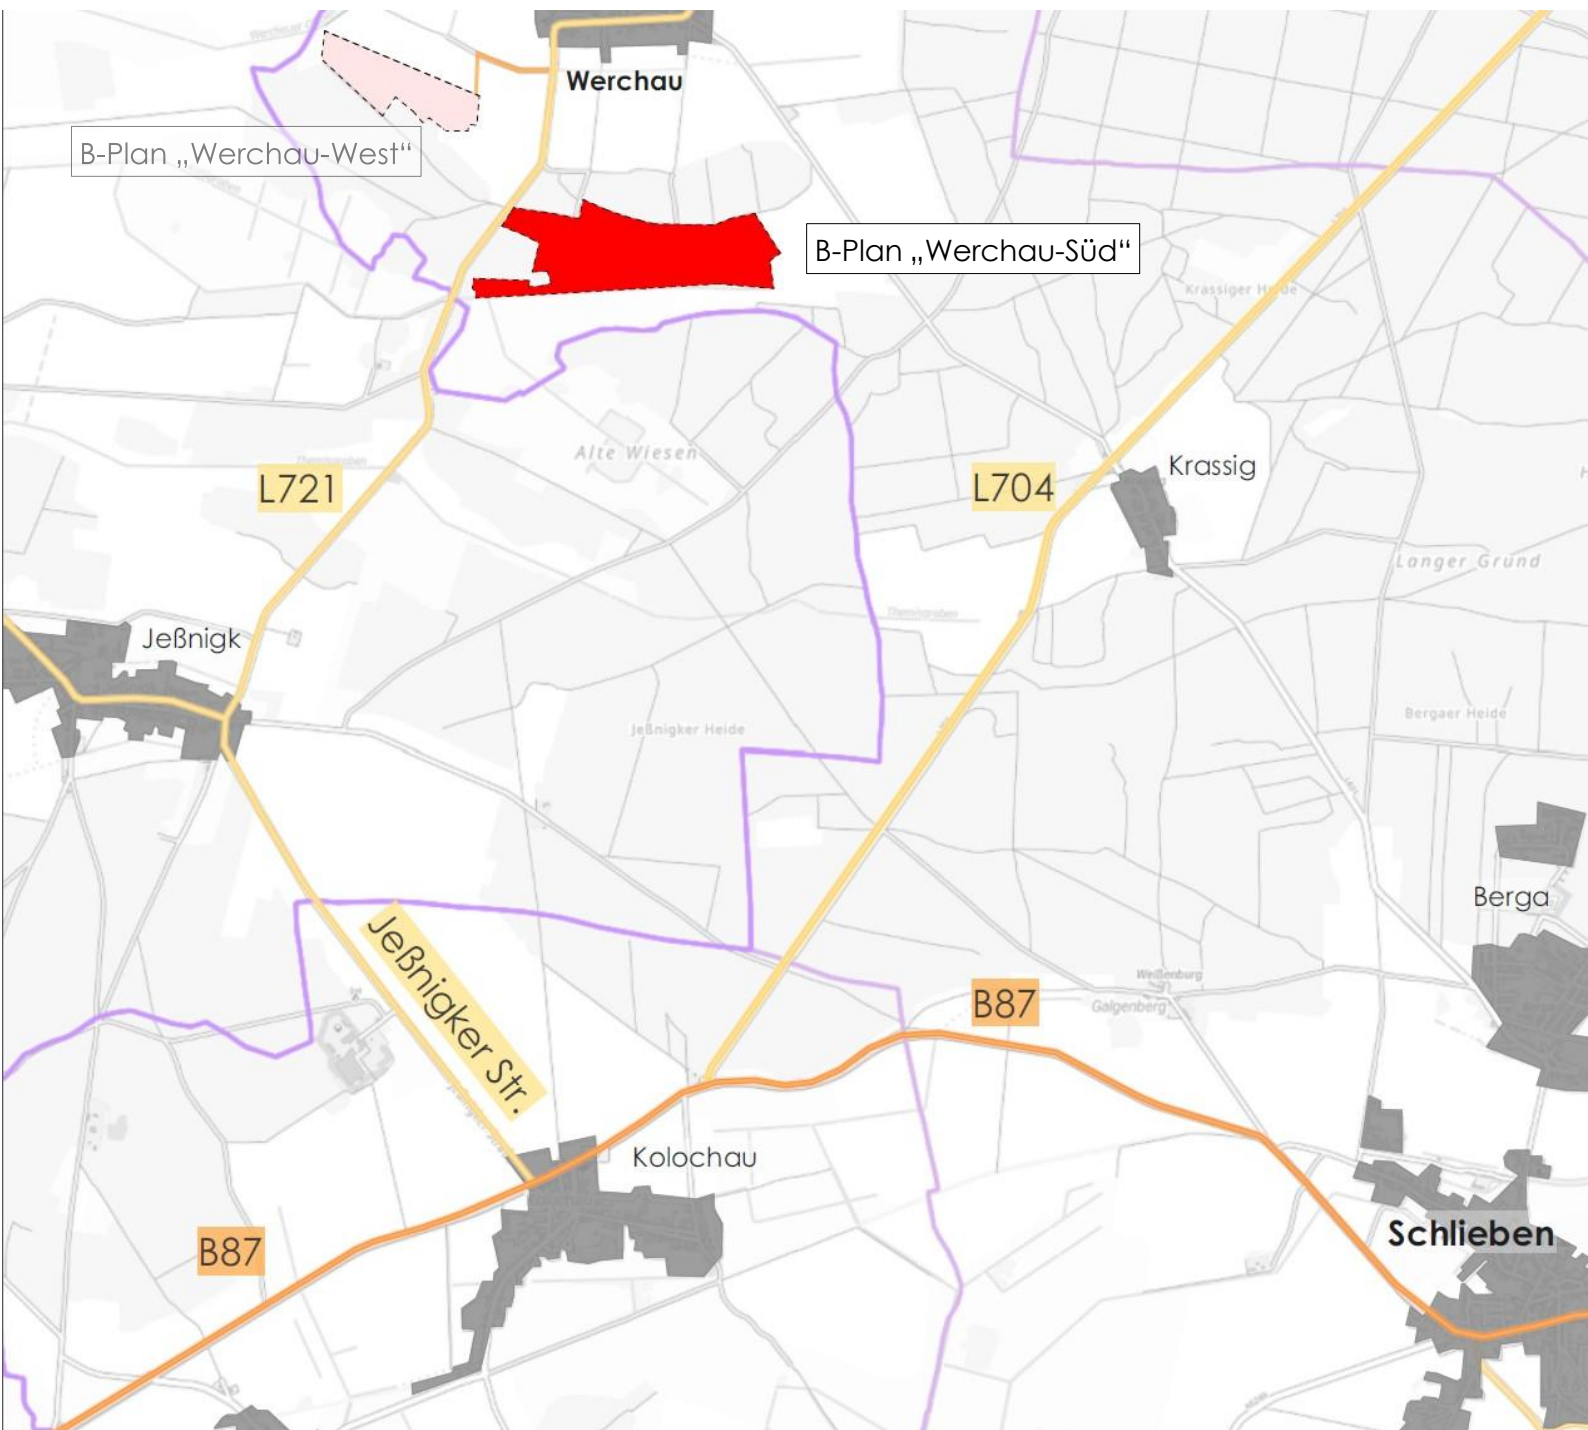 Werchau
B-Plan „Werchau-West“
B-Plan „Werchau-Süd“
Krassiger Heide
Alte Wiesen
Krassig
L721
L704
Langer Grund
Themsgraben
Jeßnigk
Jeßnigker Heide
Bergaer Heide
Berga
Jeßnigker Str.
Weißenburg
B87
Galgenberg
Kolochau
Schlieben
B87